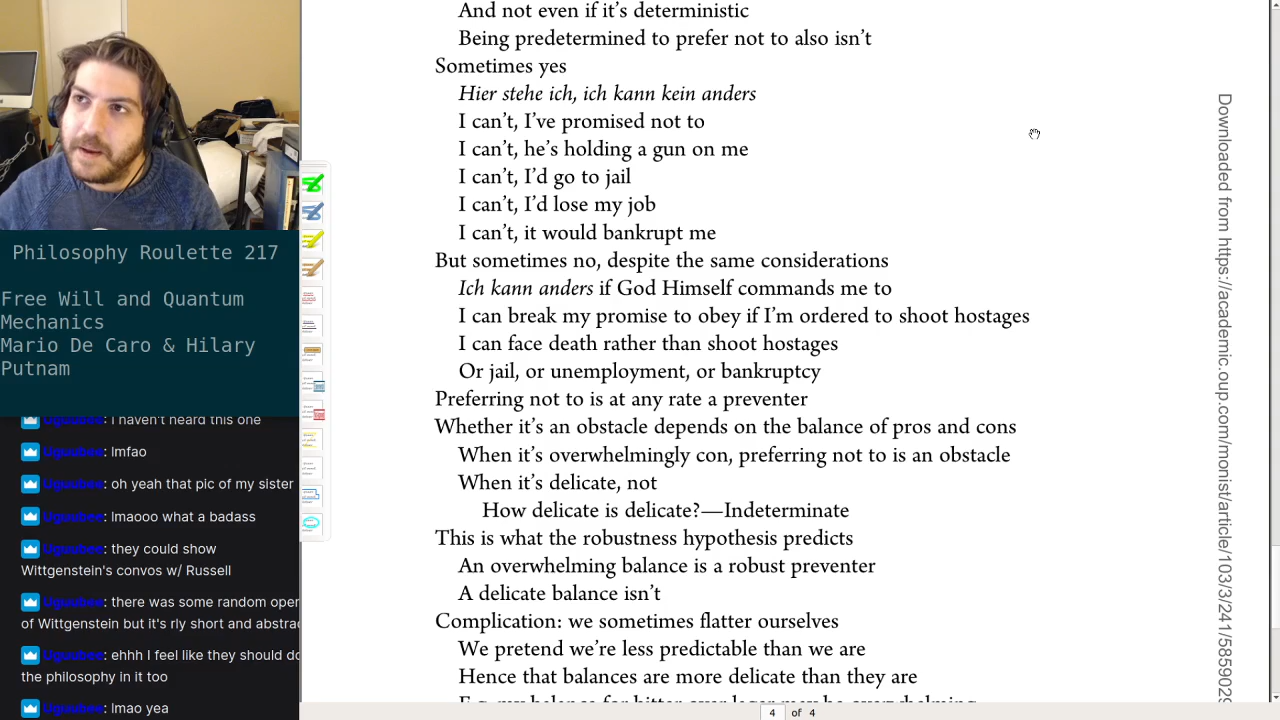 And not even if it's deterministic
Being predetermined to prefer not to also isn't
Sometimes yes
Hier stehe ich, ich kann kein anders
I can't, I've promised not to
I can't, he's holding a gun on me
I can't, I'd go to jail
I can't, I'd lose my job
I can't, it would bankrupt me
But sometimes no, despite the same considerations
Ich kann anders if God Himself commands me to
I can break my promise to obey if I'm ordered to shoot hostages
I can face death rather than shoot hostages
Or jail, or unemployment, or bankruptcy
Preferring not to is at any rate a preventer
Whether it's an obstacle depends on the balance of pros and cons
When it's overwhelmingly con, preferring not to is an obstacle
When it's delicate, not
How delicate is delicate?—Indeterminate
This is what the robustness hypothesis predicts
An overwhelming balance is a robust preventer
A delicate balance isn't
Complication: we sometimes flatter ourselves
We pretend we're less predictable than we are
Hence that balances are more delicate than they are
4 of 4
Downloaded from https://academic.oup.com/monist/article/103/3/241/5859029
Philosophy Roulette 217
Free Will and Quantum
Mechanics
Mario De Caro & Hilary
Putnam
Uguubee: I haven't heard this one
Uguubee: lmfao
Uguubee: oh yeah that pic of my sister
Uguubee: lmaooo what a badass
Uguubee: they could show
Wittgenstein's convos w/ Russell
Uguubee: there was some random oper
of Wittgenstein but it's rly short and abstrac
Uguubee: ehhh I feel like they should do
the philosophy in it too
Uguubee: lmao yea